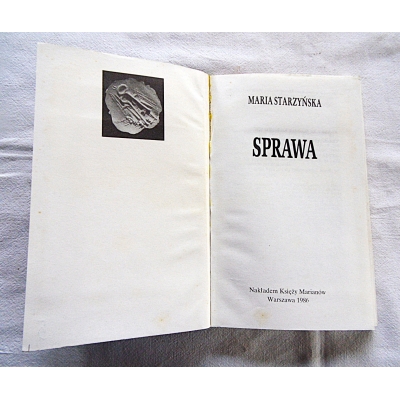 MARIA STARZYŃSKA
SPRAWA
Nakładem Księży Marianów
Warszawa 1986